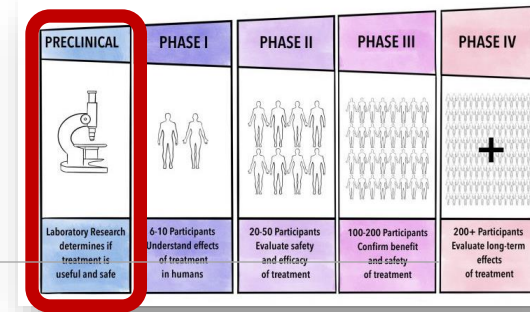 PRECLINICAL
Laboratory Research
determines if
treatment is
useful and safe
PHASE I
6-10 Participants
Understand effects
of treatment
in humans
PHASE II
20-50 Participants
Evaluate safety
and efficacy
of treatment
PHASE III
100-200 Participants
Confirm benefit
and safety
of treatment
PHASE IV
+
200+ Participants
Evaluate long-term
effects
of treatment